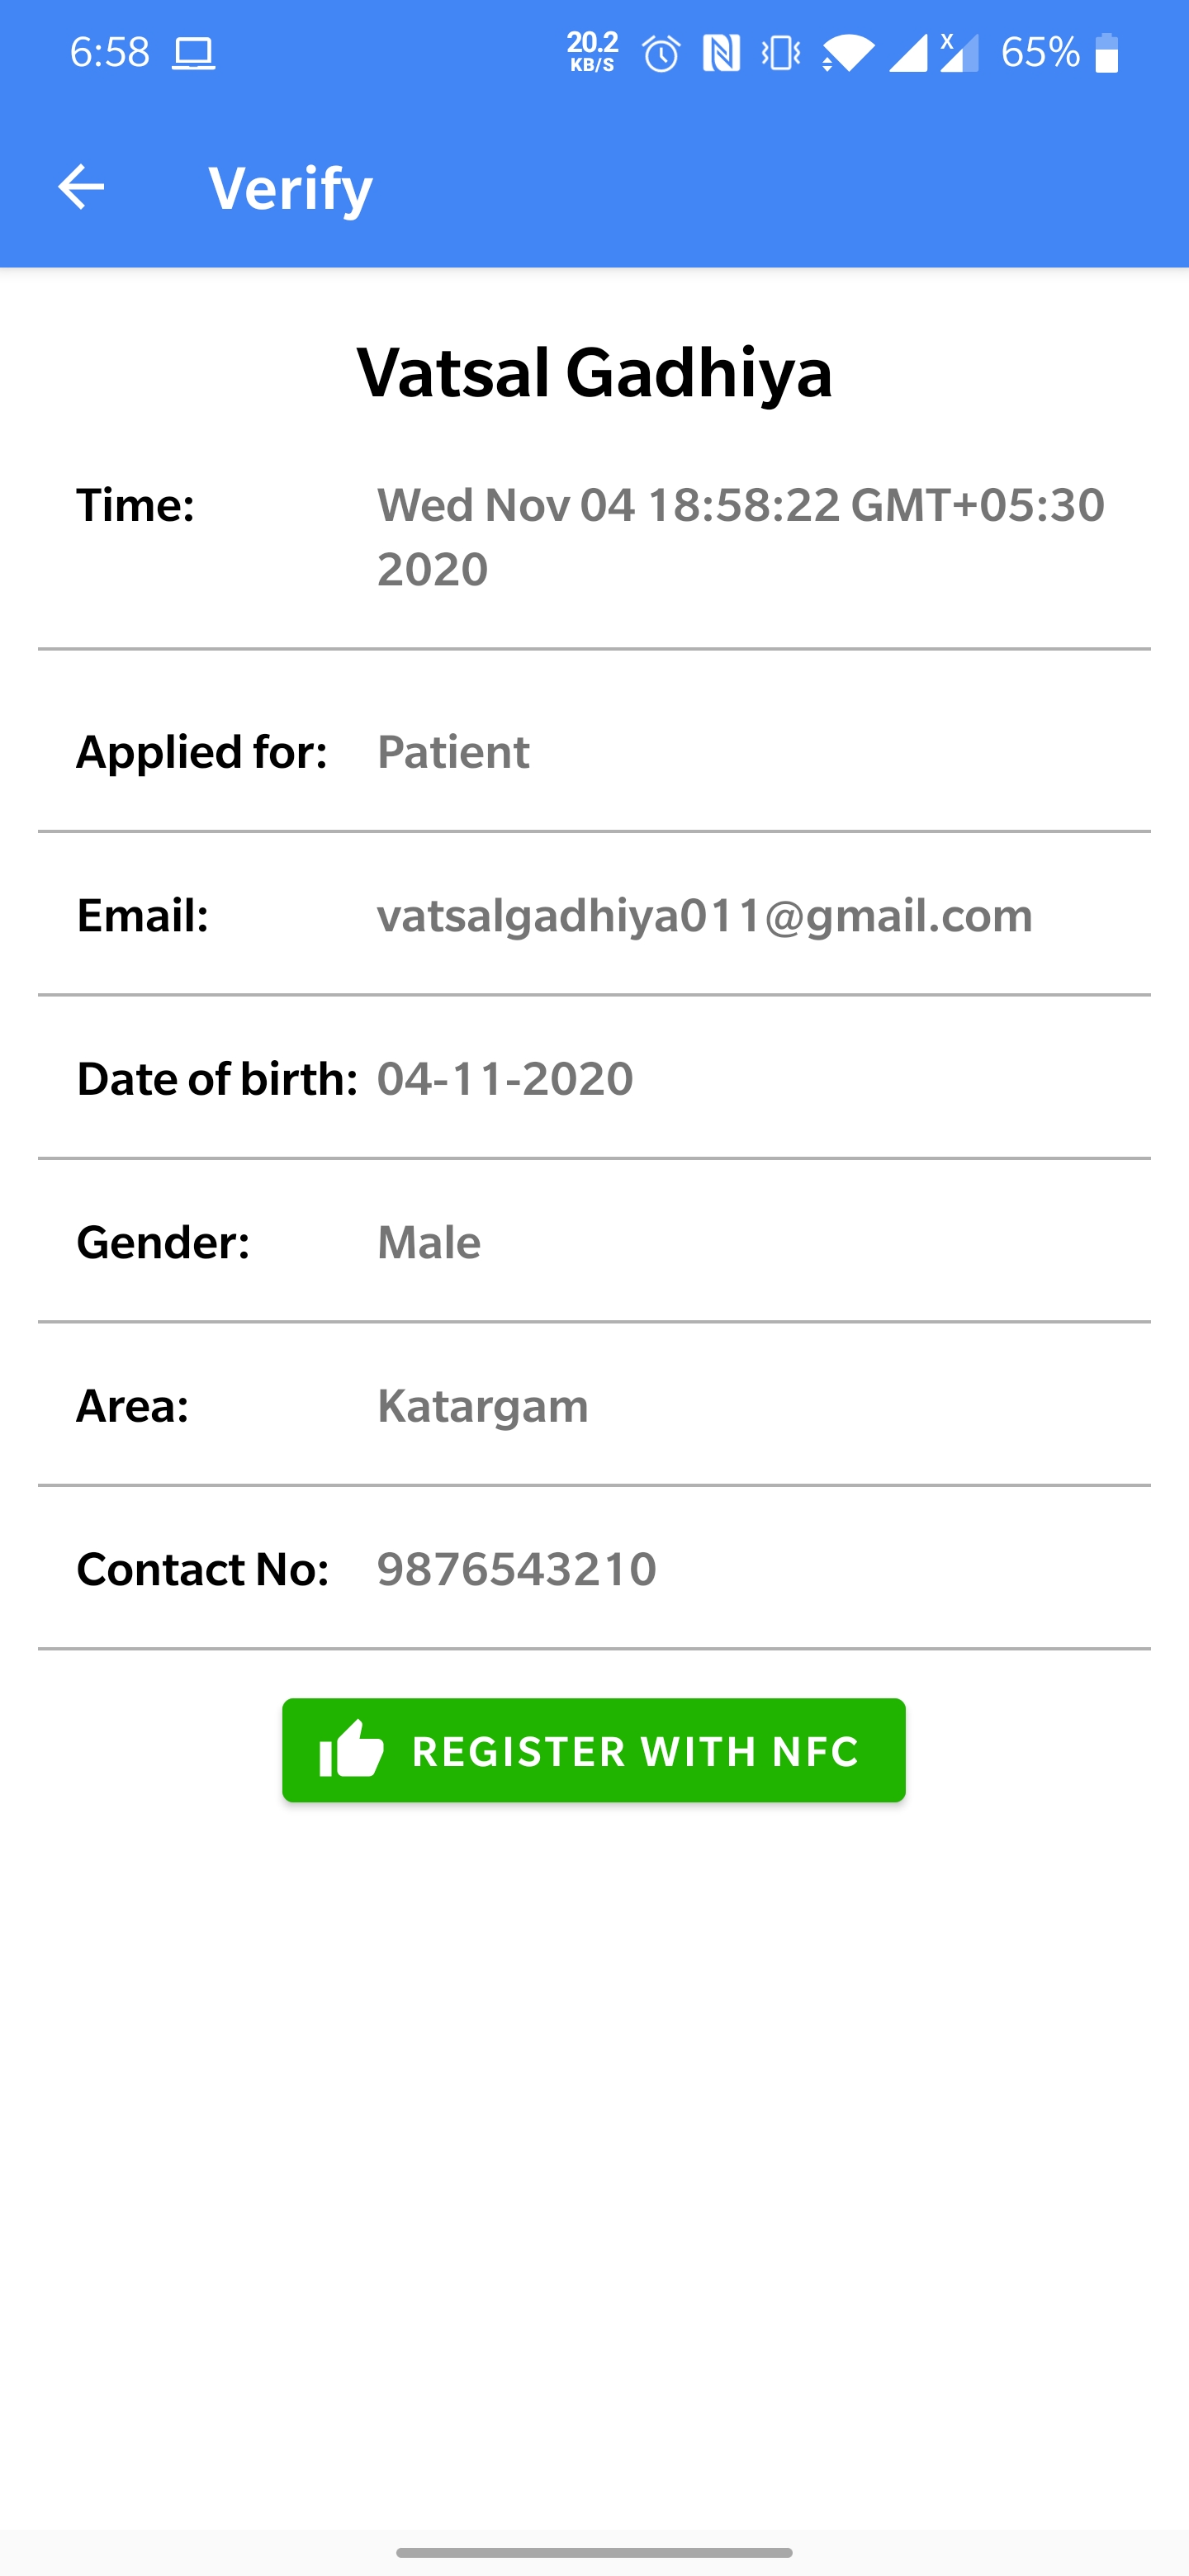 6:58
20.2
KB/S
X
65%
Verify
Vatsal Gadhiya
Time: Wed Nov 04 18:58:22 GMT+05:30
2020
Applied for: Patient
Email: vatsalgadhiya011@gmail.com
Date of birth: 04-11-2020
Gender: Male
Area: Katargam
Contact No: 9876543210
REGISTER WITH NFC